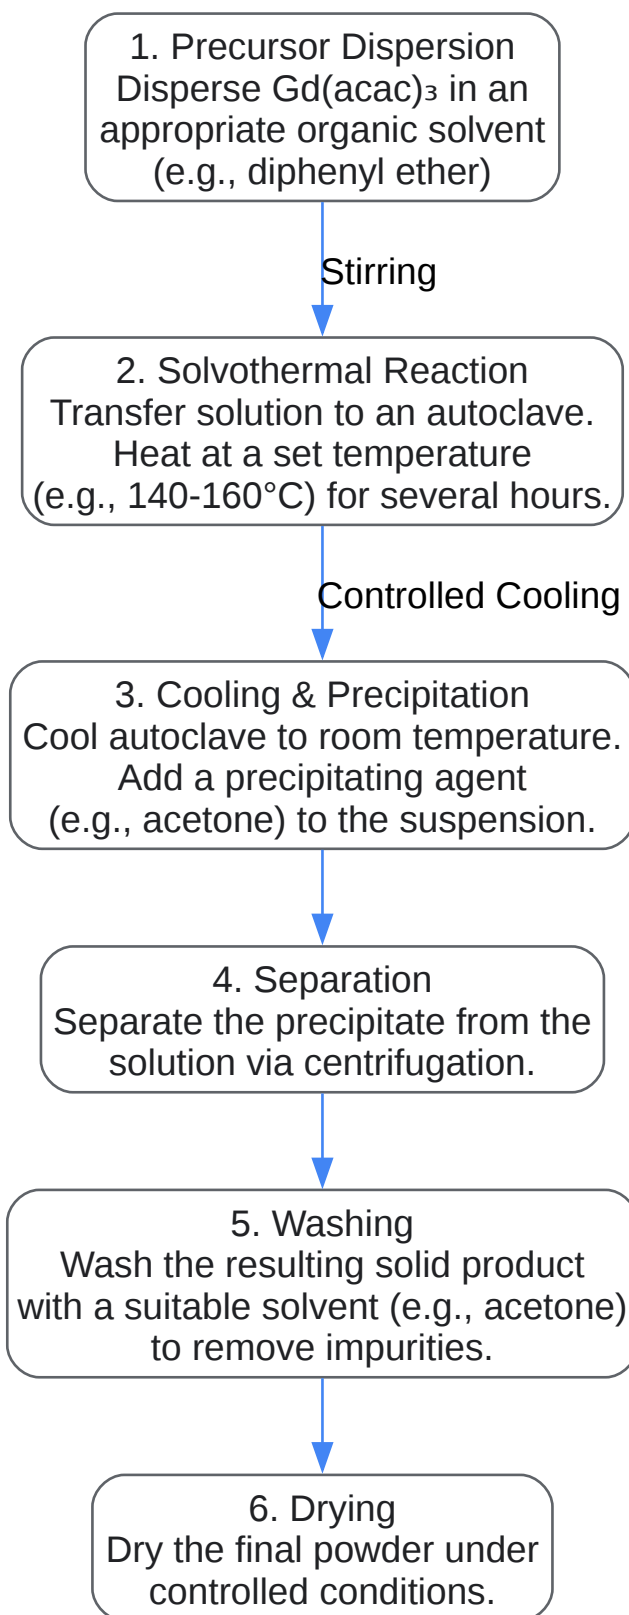 1. Precursor Dispersion
Disperse Gd(acac)₃ in an
appropriate organic solvent
(e.g., diphenyl ether)
Stirring
2. Solvothermal Reaction
Transfer solution to an autoclave.
Heat at a set temperature
(e.g., 140-160°C) for several hours.
Controlled Cooling
3. Cooling & Precipitation
Cool autoclave to room temperature.
Add a precipitating agent
(e.g., acetone) to the suspension.
4. Separation
Separate the precipitate from the
solution via centrifugation.
5. Washing
Wash the resulting solid product
with a suitable solvent (e.g., acetone)
to remove impurities.
6. Drying
Dry the final powder under
controlled conditions.